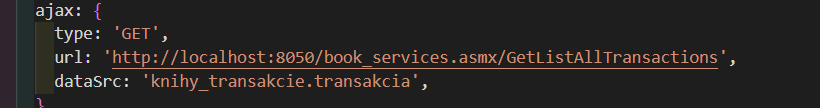 ajax: {
type: 'GET',
url: 'http://localhost:8050/book_services.asmx/GetListAllTransactions',
dataSrc: 'knihy_transakcie.transakcia',
}